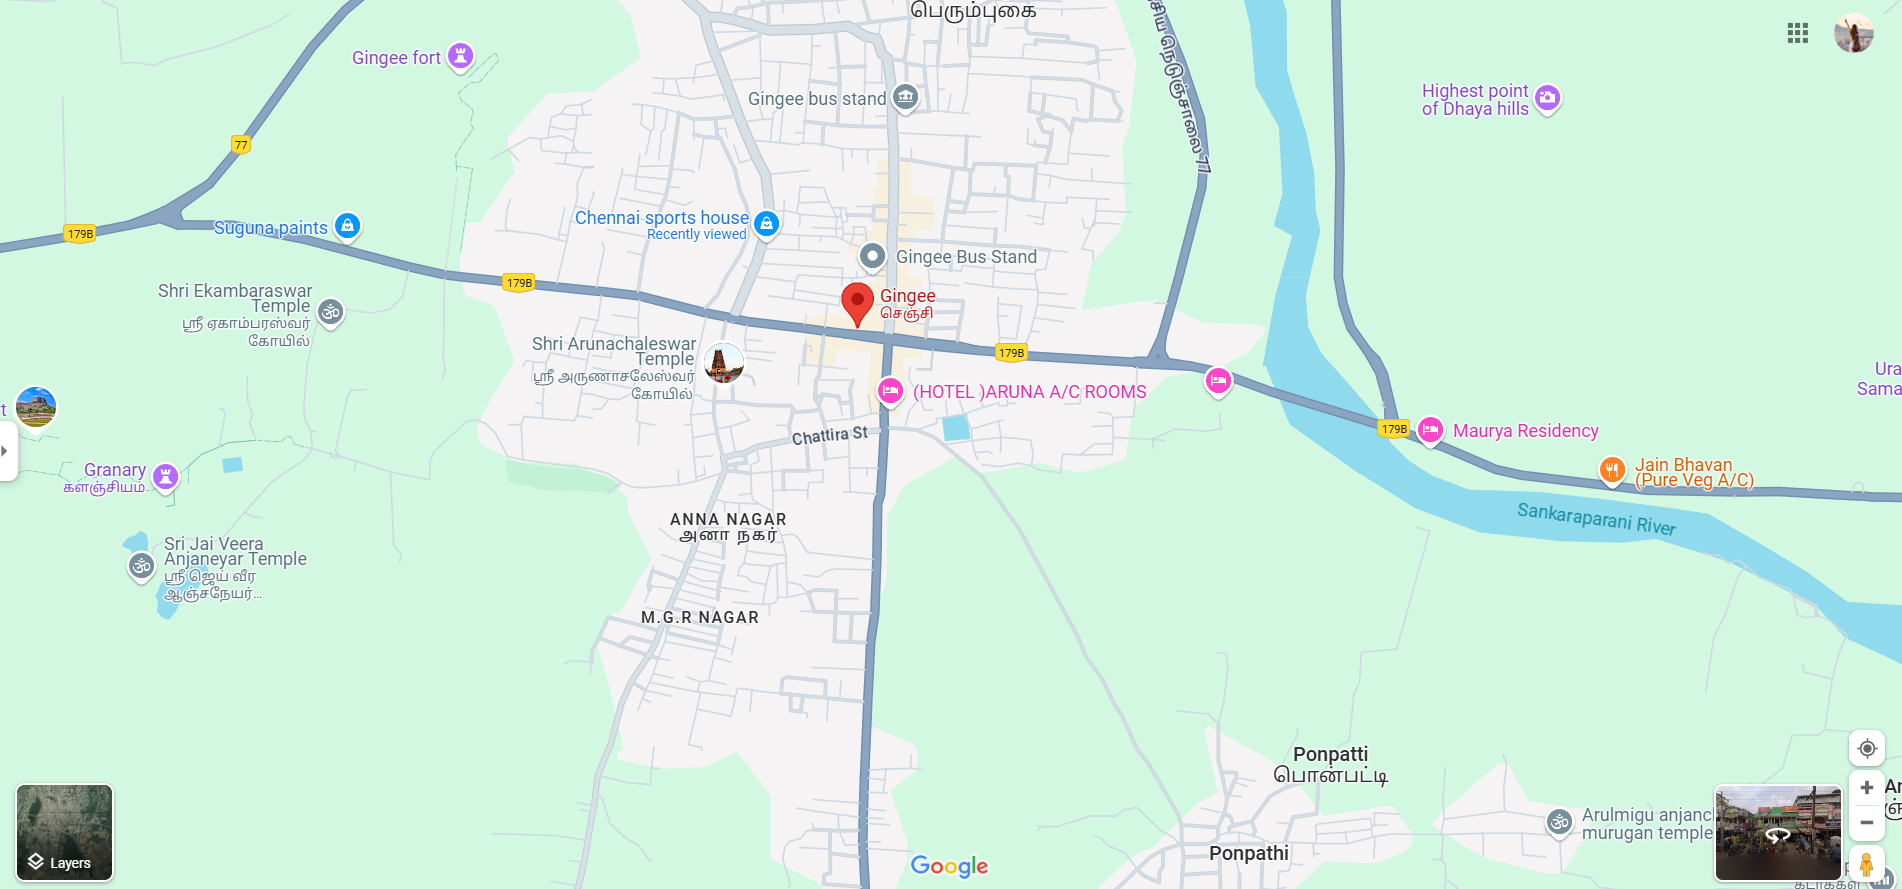 பெரும்புகை
Gingee fort
Gingee bus stand
77
Highest point
of Dhaya hills
77
179B
Suguna paints
Chennai sports house
Recently viewed
Gingee Bus Stand
179B
Shri Ekambaraswar
Temple
ஸ்ரீ ஏகாம்பரஸ்வர்
கோயில்
Gingee
செஞ்சி
Shri Arunachaleswar
Temple
ஸ்ரீ அருணாசலேஸ்வர்
கோயில்
179B
(HOTEL )ARUNA A/C ROOMS
Ura
Sama
Chattira St
179B
Maurya Residency
Granary
களஞ்சியம்
Jain Bhavan
(Pure Veg A/C)
Sankaraparani River
ANNA NAGAR
அனா நகர்
Sri Jai Veera
Anjaneyar Temple
ஸ்ரீ ஜெய வீர
ஆஞ்சநேயர்...
M.G.R NAGAR
Ponpatti
பொன்பட்டி
Arulmigu anjanc
murugan temple
Ponpathi
Layers
Google